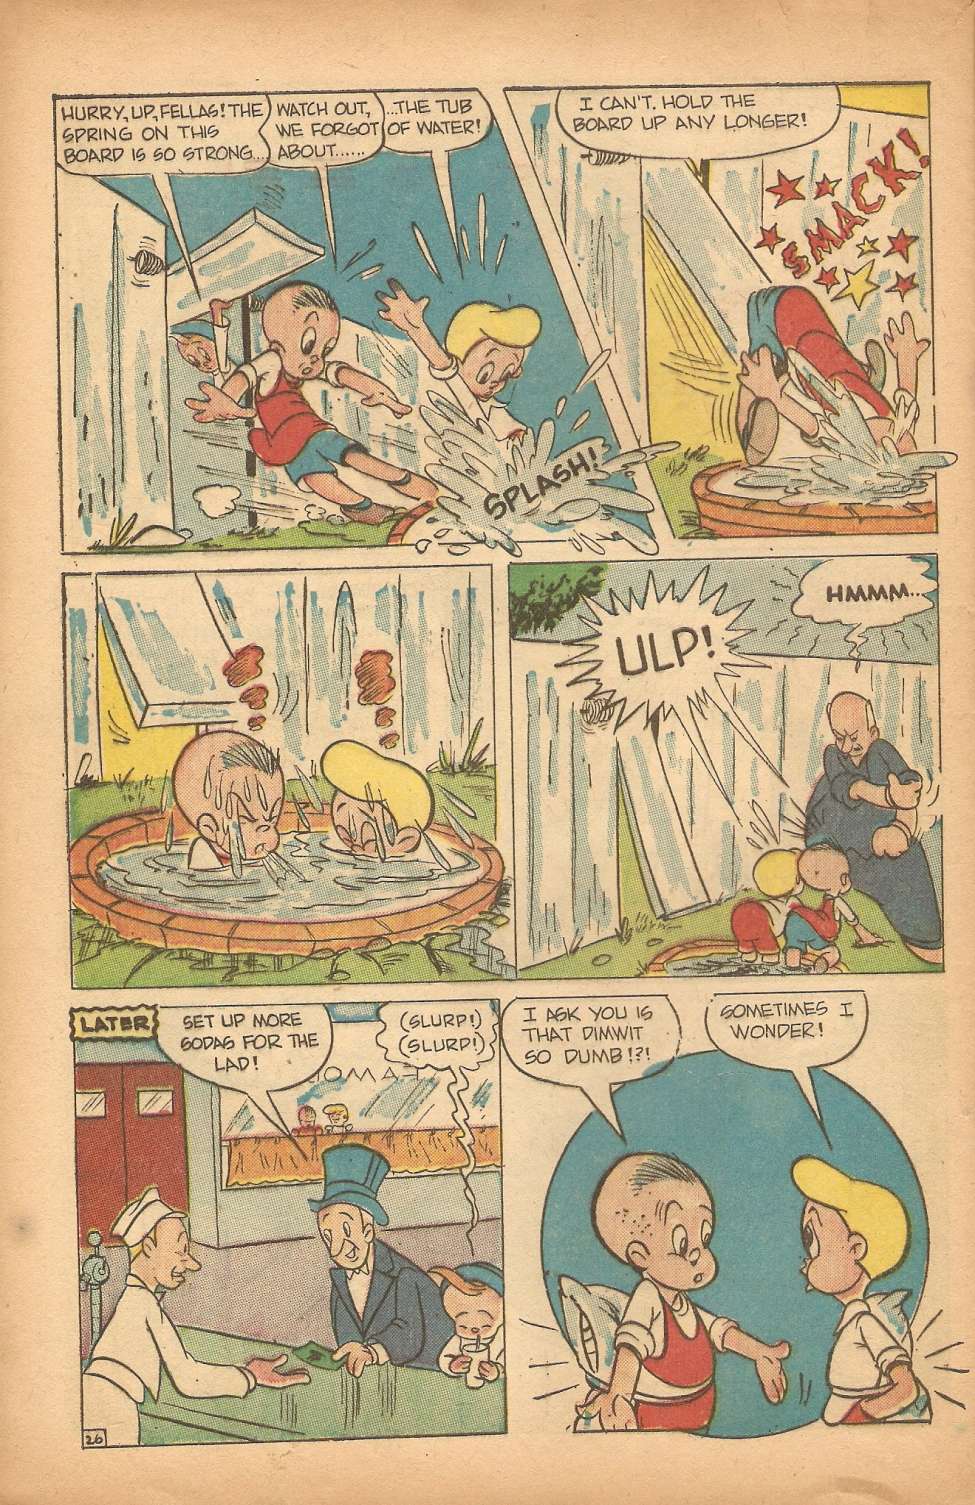 HURRY, UP, FELLAS! THE
SPRING ON THIS
BOARD IS SO STRONG...
WATCH OUT,
WE FORGOT
ABOUT......
...THE TUB
OF WATER!
SPLASH!
I CAN'T. HOLD THE
BOARD UP ANY LONGER!
SMACK!
ULP!
HMMM...
LATER
SET UP MORE
SODAS FOR THE
LAD!
(SLURP!)
(SLURP!)
I ASK YOU IS
THAT DIMWIT
SO DUMB!?!
SOMETIMES I
WONDER!
26